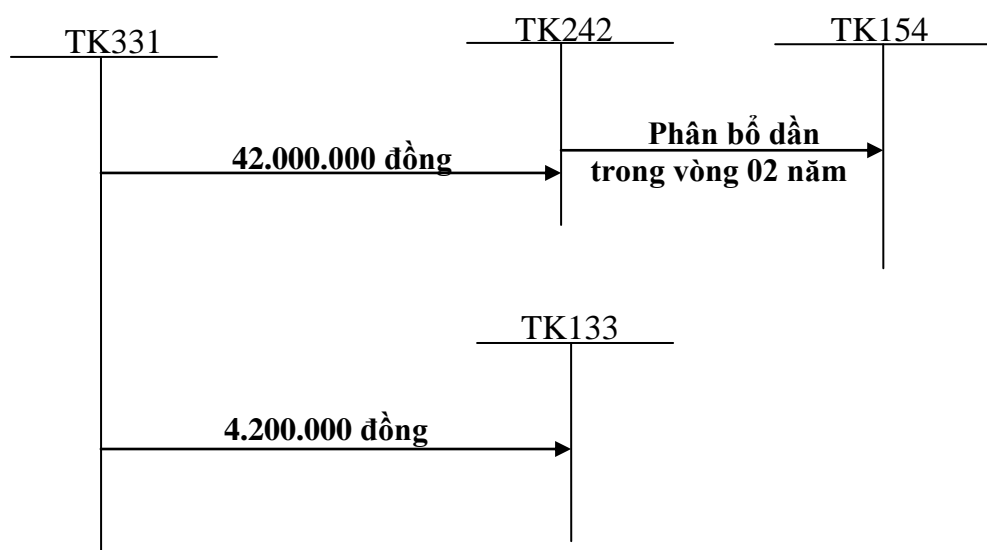 TK331
TK242
TK154
42.000.000 đồng
Phân bổ dần
trong vòng 02 năm
TK133
4.200.000 đồng